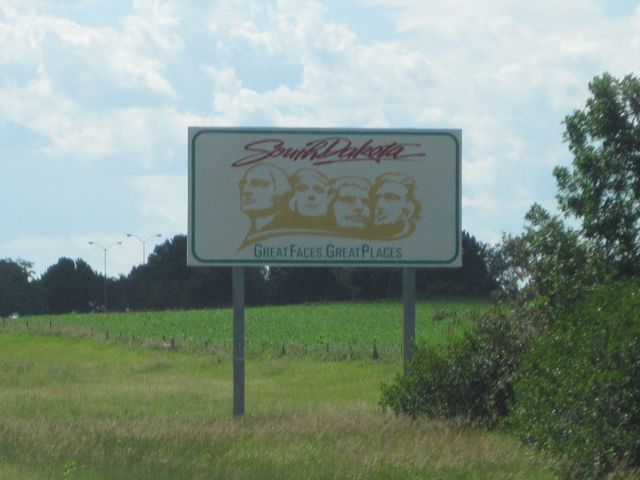 South Dakota
GREAT FACES. GREAT PLACES